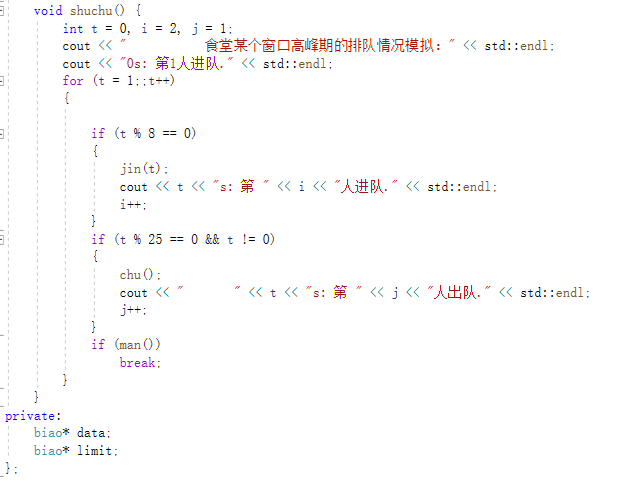 void shuchu() {
int t = 0, i = 2, j = 1;
cout << "          食堂某个窗口高峰期的排队情况模拟：" << std::endl;
cout << "0s: 第1人进队." << std::endl;
for (t = 1;;t++)
{
if (t % 8 == 0)
{
jin(t);
cout << t << "s: 第 " << i << "人进队." << std::endl;
i++;
}
if (t % 25 == 0 && t != 0)
{
chu();
cout << "      " << t << "s: 第 " << j << "人出队." << std::endl;
j++;
}
if (man())
break;
}
}
private:
biao* data;
biao* limit;
};